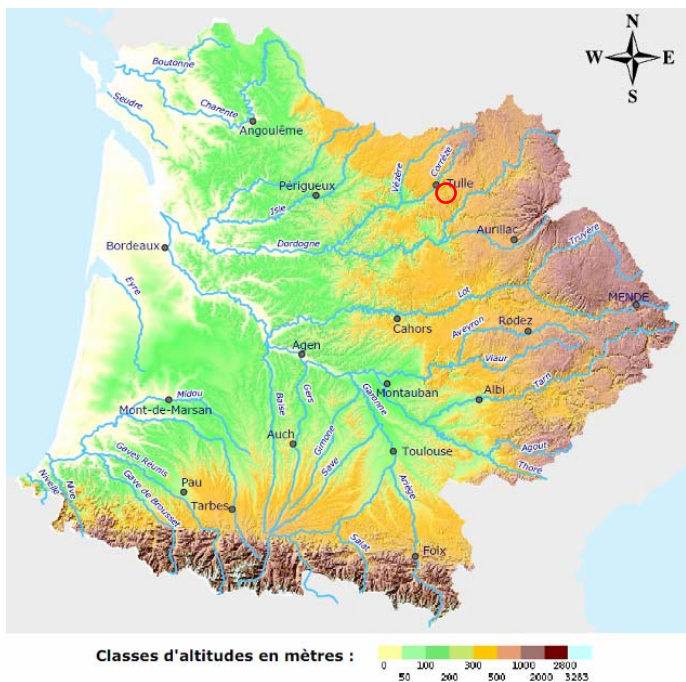 N
W E
S
Boutonne
Seudre
Charente
Angoulême
Vézère
Corrèze
Tulle
Périgueux
Isle
Dordogne
Aurillac
Bordeaux
Truyère
Eyre
Lot
MENDE
Cahors
Aveyron
Rodez
Viaur
Agen
Garonne
Montauban
Albi
Tarn
Midou
Mont-de-Marsan
Baïse
Gers
Gimone
Save
Auch
Toulouse
Agout
Thoré
Gaves Réunis
Nivelle
Nive
Gave de Brousset
Pau
Tarbes
Ariège
Salat
Foix
Classes d'altitudes en mètres :
0 100 300 1000 2800
50 200 500 2000 3283